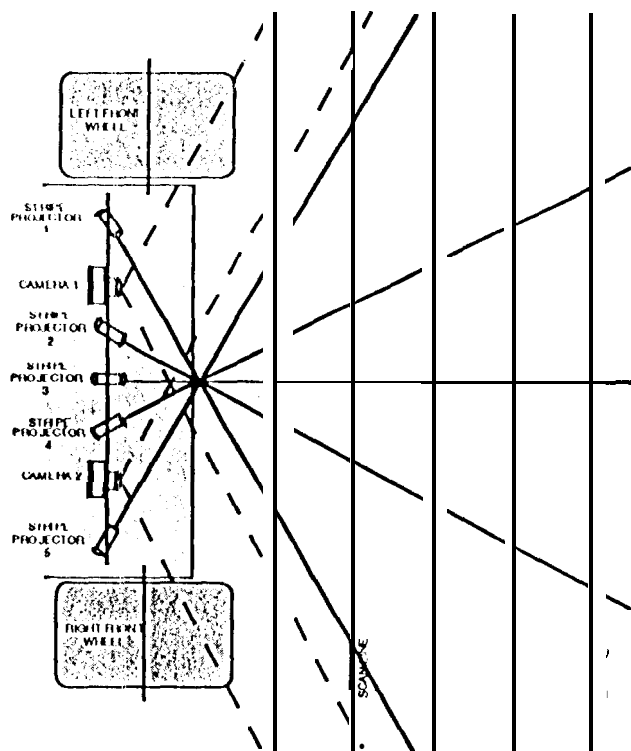 LEFT FRONT
WHEEL
STRIPE
PROJECTOR
1
CAMERA 1
STRIPE
PROJECTOR
2
STRIPE
PROJECTOR
3
STRIPE
PROJECTOR
4
CAMERA 2
STRIPE
PROJECTOR
5
RIGHT FRONT
WHEEL